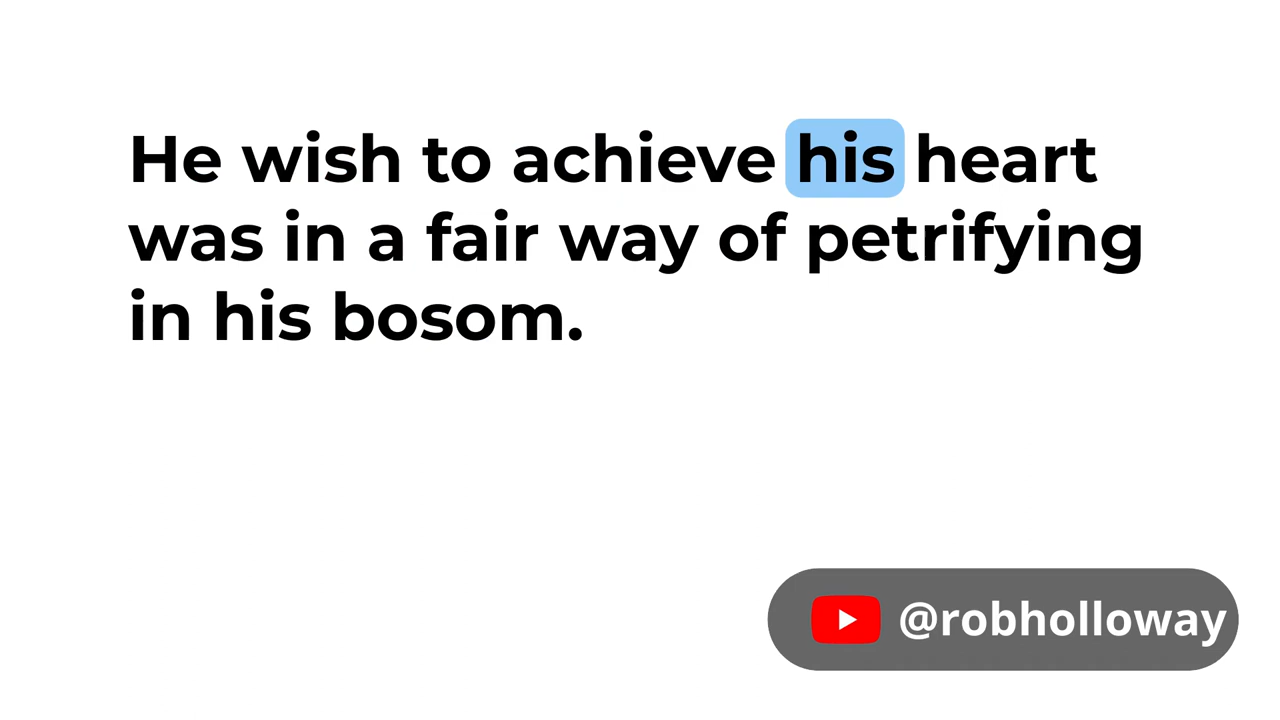 He wish to achieve his heart
was in a fair way of petrifying
in his bosom.
@robholloway